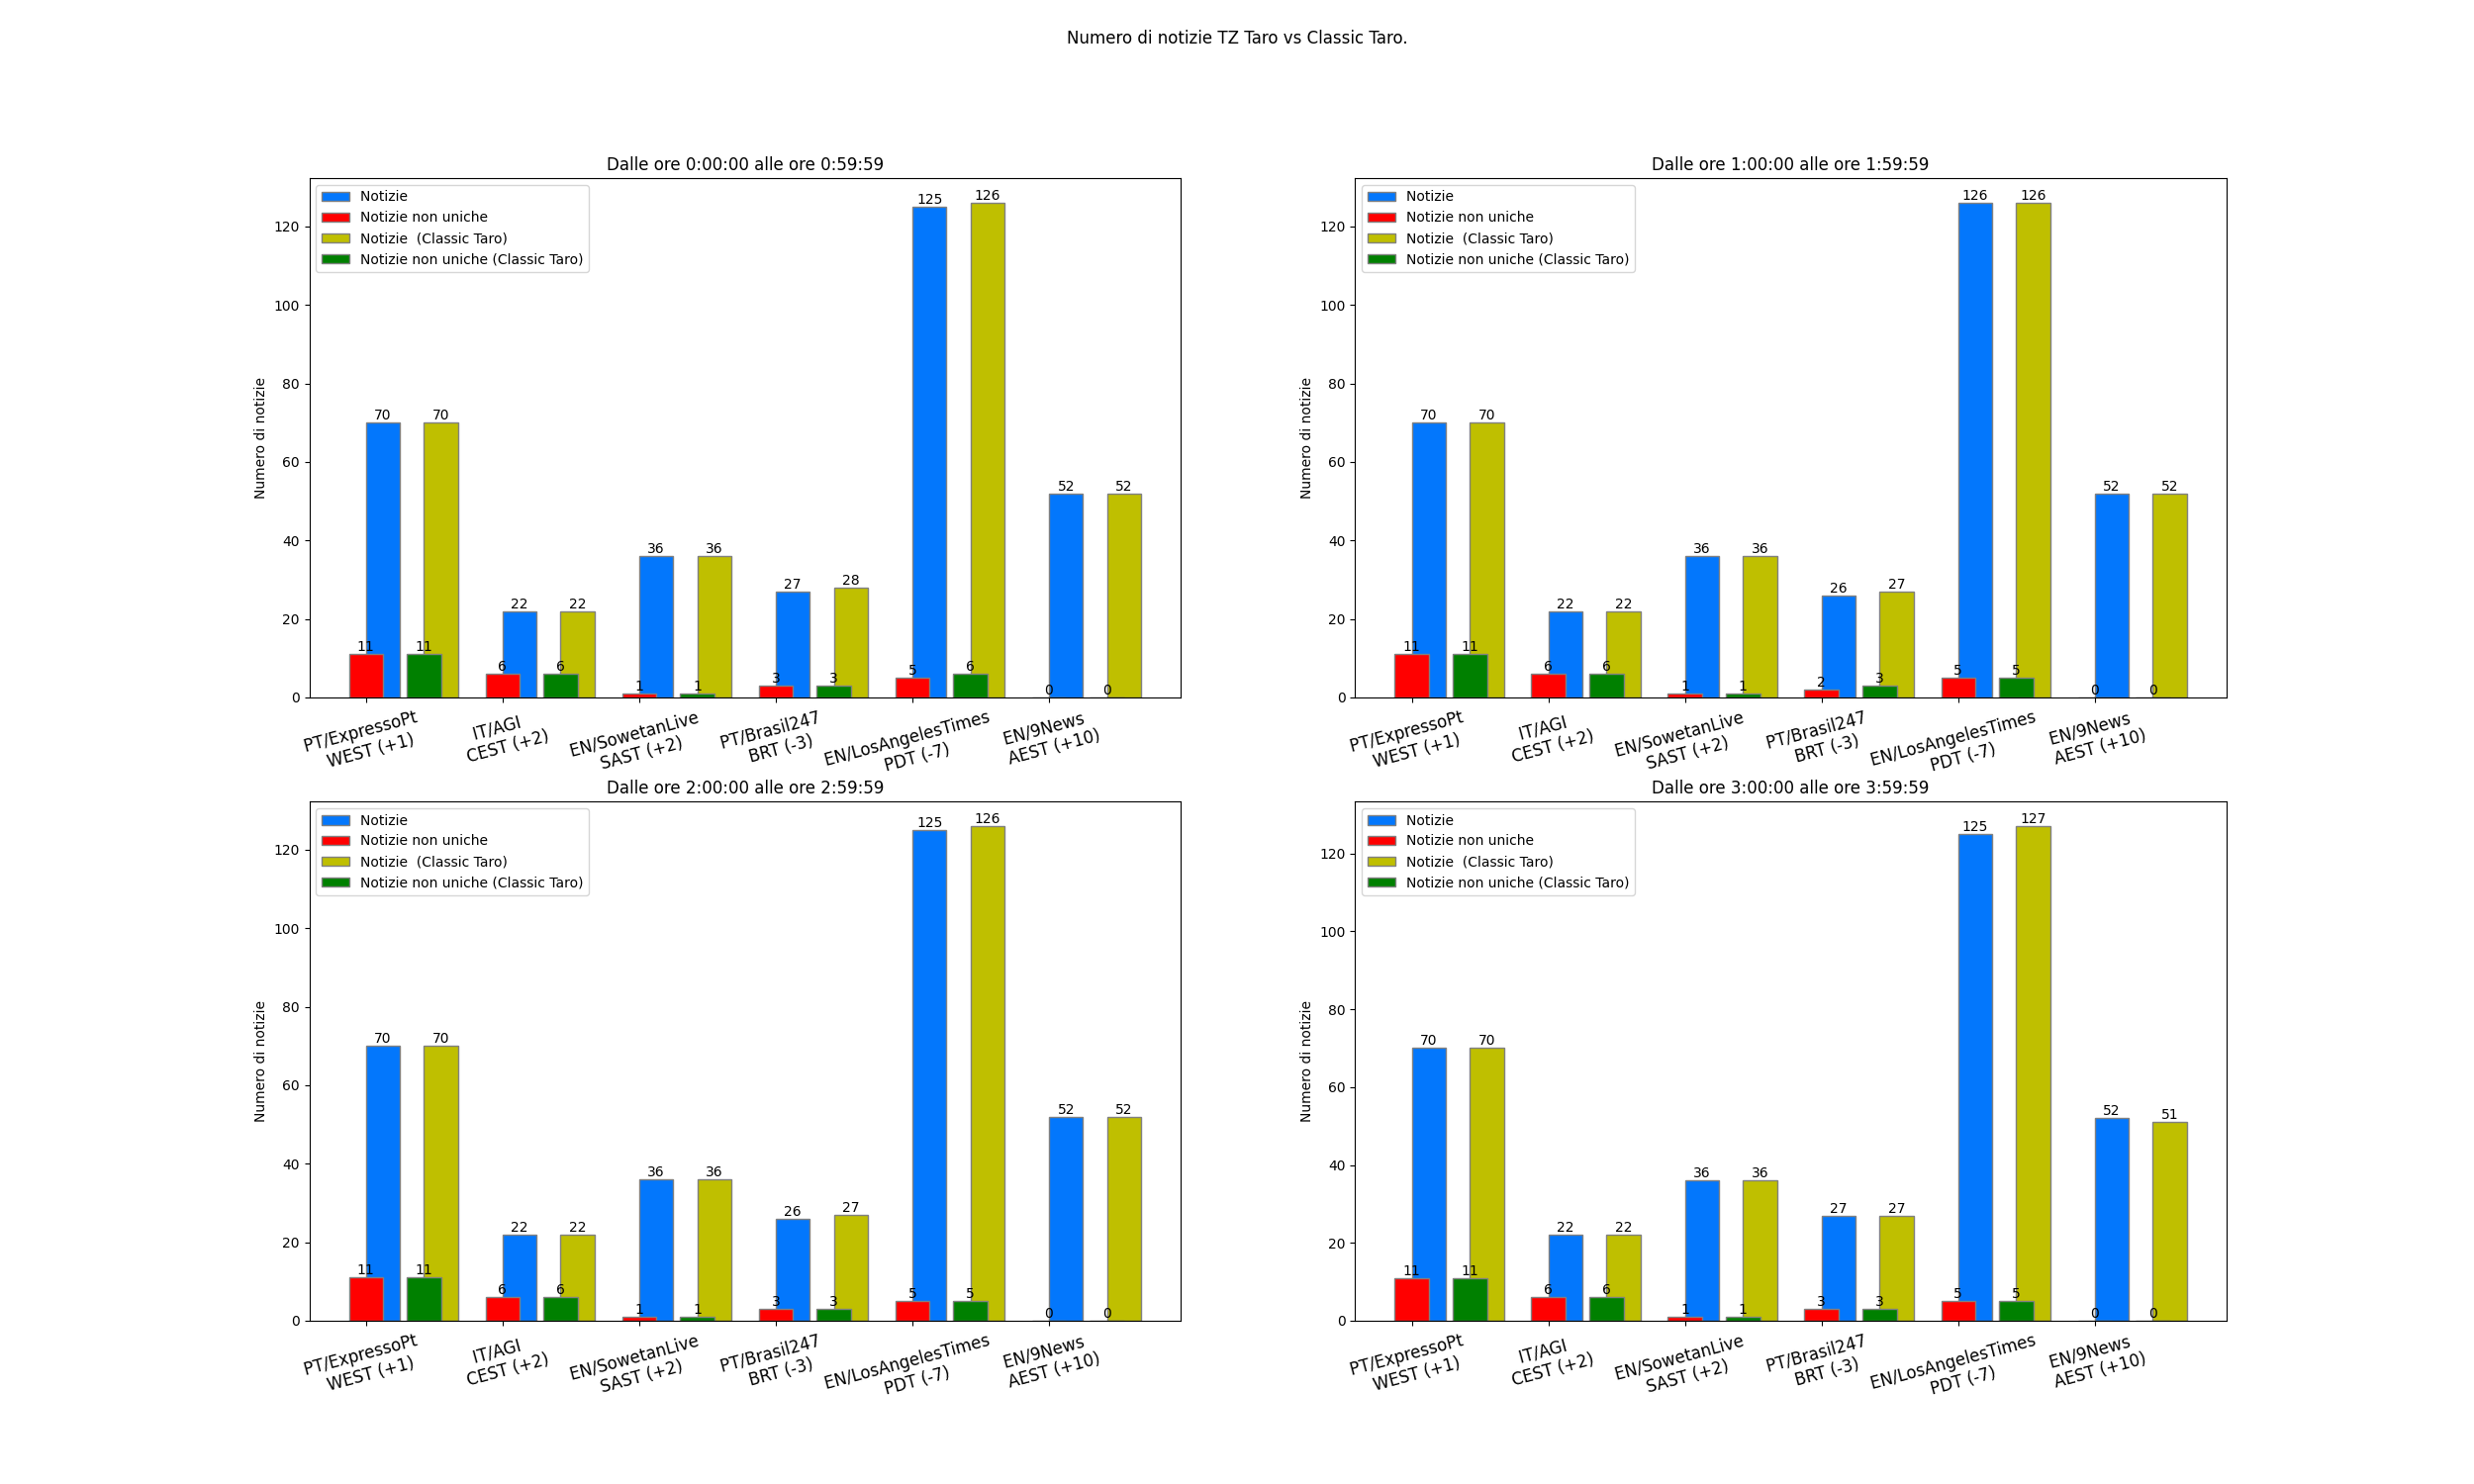 Numero di notizie TZ Taro vs Classic Taro.
Dalle ore 0:00:00 alle ore 0:59:59
Notizie
Notizie non uniche
Notizie  (Classic Taro)
Notizie non uniche (Classic Taro)
Numero di notizie
120
100
80
60
40
20
0
70 70 22 22 36 36 27 28 125 126 52 52
11 11 6 6 1 1 3 3 5 6 0 0
PT/ExpressoPt
WEST (+1)
IT/AGI
CEST (+2)
EN/SowetanLive
SAST (+2)
PT/Brasil247
BRT (-3)
EN/LosAngelesTimes
PDT (-7)
EN/9News
AEST (+10)
Dalle ore 1:00:00 alle ore 1:59:59
Notizie
Notizie non uniche
Notizie  (Classic Taro)
Notizie non uniche (Classic Taro)
Numero di notizie
120
100
80
60
40
20
0
70 70 22 22 36 36 26 27 126 126 52 52
11 11 6 6 1 1 2 3 5 5 0 0
PT/ExpressoPt
WEST (+1)
IT/AGI
CEST (+2)
EN/SowetanLive
SAST (+2)
PT/Brasil247
BRT (-3)
EN/LosAngelesTimes
PDT (-7)
EN/9News
AEST (+10)
Dalle ore 2:00:00 alle ore 2:59:59
Notizie
Notizie non uniche
Notizie  (Classic Taro)
Notizie non uniche (Classic Taro)
Numero di notizie
120
100
80
60
40
20
0
70 70 22 22 36 36 26 27 125 126 52 52
11 11 6 6 1 1 3 3 5 5 0 0
PT/ExpressoPt
WEST (+1)
IT/AGI
CEST (+2)
EN/SowetanLive
SAST (+2)
PT/Brasil247
BRT (-3)
EN/LosAngelesTimes
PDT (-7)
EN/9News
AEST (+10)
Dalle ore 3:00:00 alle ore 3:59:59
Notizie
Notizie non uniche
Notizie  (Classic Taro)
Notizie non uniche (Classic Taro)
Numero di notizie
120
100
80
60
40
20
0
70 70 22 22 36 36 27 27 125 127 52 51
11 11 6 6 1 1 3 3 5 5 0 0
PT/ExpressoPt
WEST (+1)
IT/AGI
CEST (+2)
EN/SowetanLive
SAST (+2)
PT/Brasil247
BRT (-3)
EN/LosAngelesTimes
PDT (-7)
EN/9News
AEST (+10)